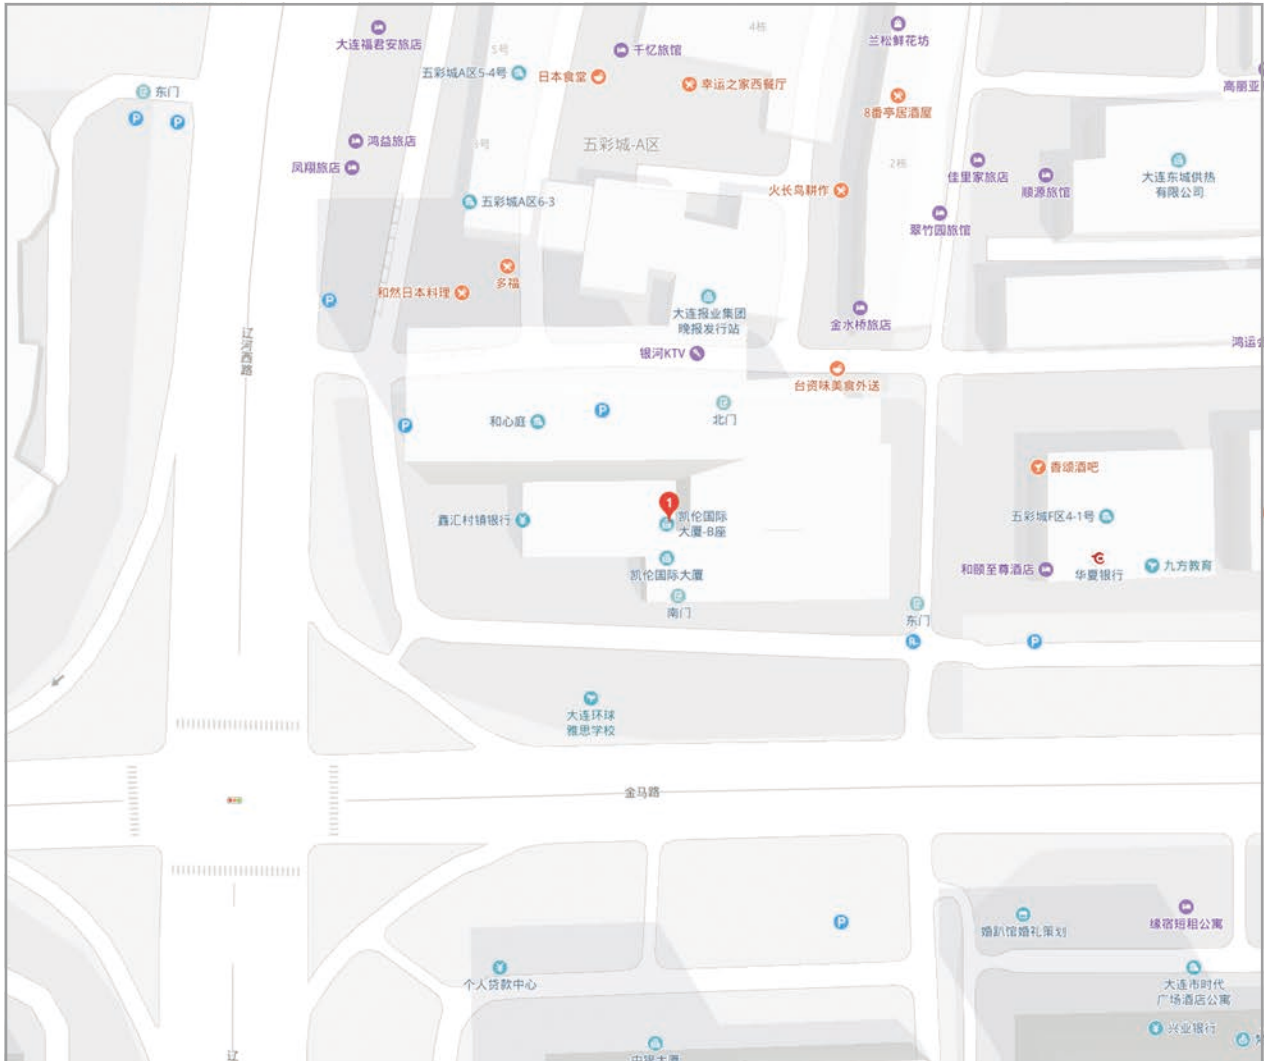 兰松鲜花坊
4栋
大连福君安旅店
5号
千忆旅馆
五彩城A区5-4号
日本食堂
幸运之家西餐厅
高丽亚
东门
P
P
8番亭居酒屋
鸿益旅店
五彩城-A区
凤翔旅店
2栋
佳里家旅店
顺源旅馆
大连东城供热
有限公司
火长鸟耕作
五彩城A区6-3
翠竹园旅馆
多福
和然日本料理
P
大连报业集团
晚报发行站
金水桥旅店
辽河西路
银河KTV
台资味美食外送
P
P
和心庭
北门
香颂酒吧
1
鑫汇村镇银行
凯伦国际
大厦-B座
五彩城F区4-1号
凯伦国际大厦
和颐至尊酒店
华夏银行
九方教育
南门
东门
P
大连环球
雅思学校
金马路
P
婚趴馆婚礼策划
缘宿短租公寓
个人贷款中心
大连市时代
广场酒店公寓
兴业银行
辽